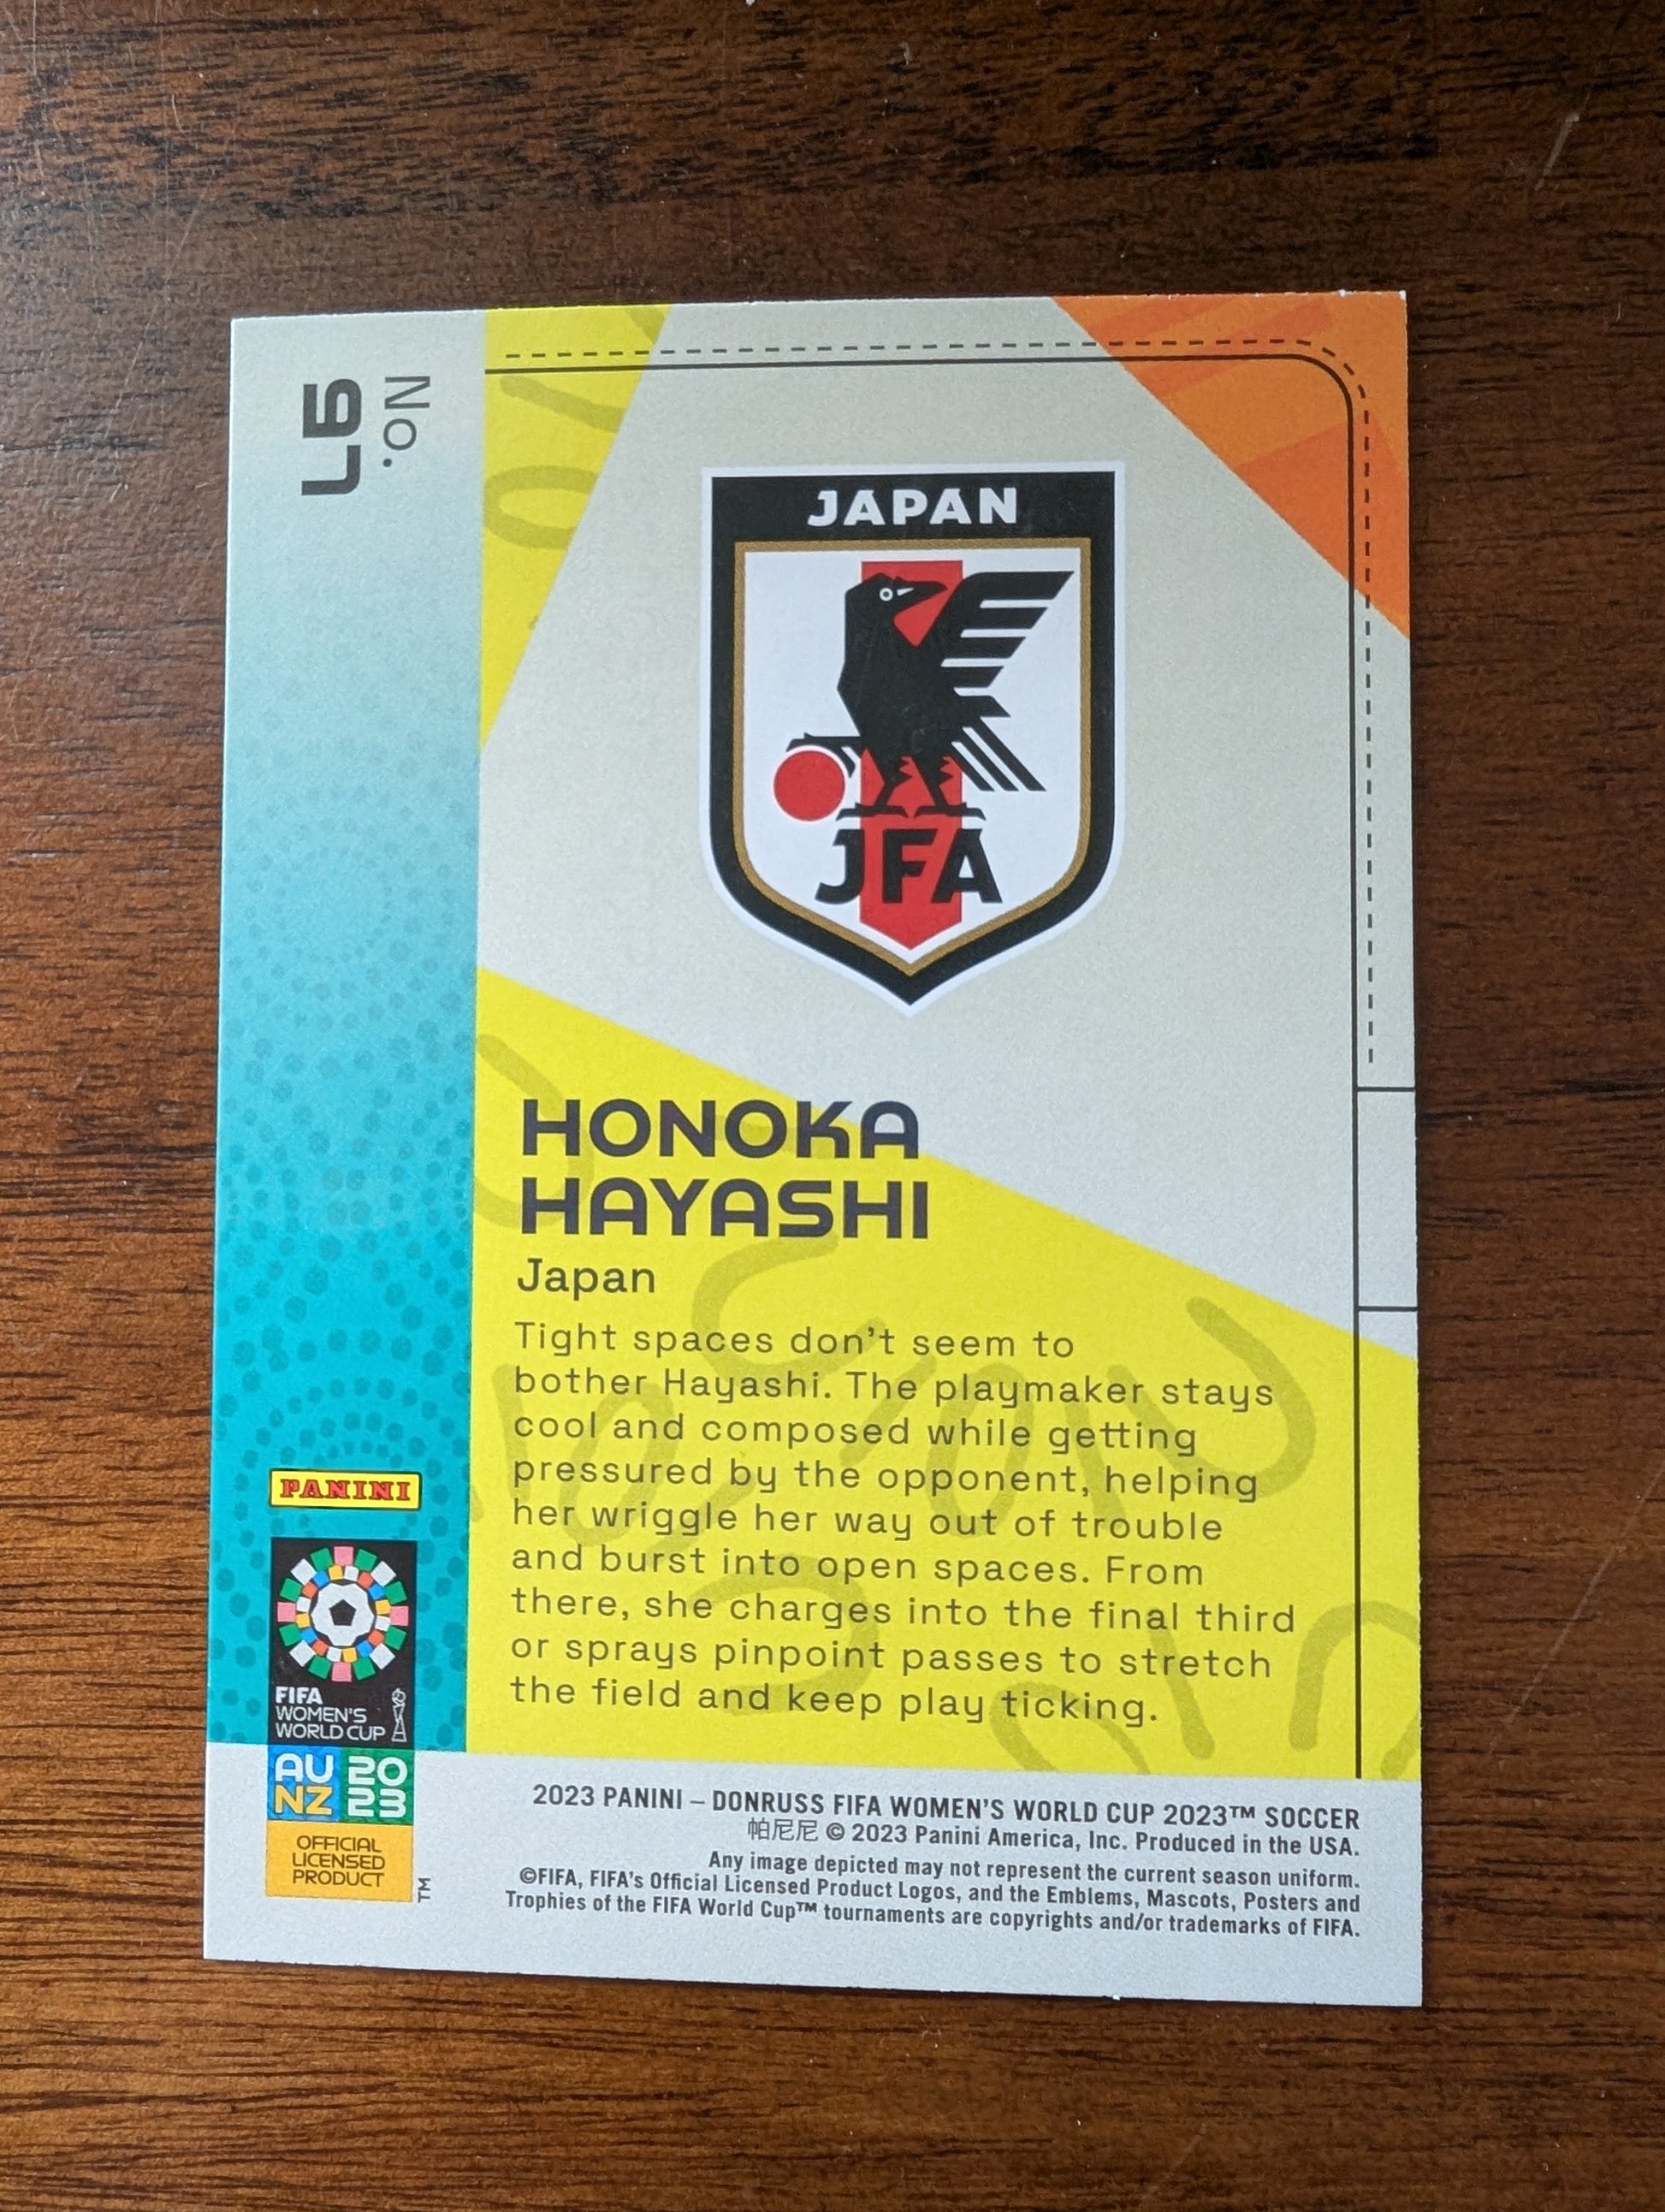 No.
97
JAPAN
JFA
HONOKA
HAYASHI
Japan
Tight spaces don't seem to
bother Hayashi. The playmaker stays
cool and composed while getting
pressured by the opponent, helping
her wriggle her way out of trouble
and burst into open spaces. From
there, she charges into the final third
or sprays pinpoint passes to stretch
the field and keep play ticking.
PANINI
FIFA
WOMEN'S
WORLD CUP
AU 20
NZ 23
OFFICIAL
LICENSED
PRODUCT
TM
2023 PANINI – DONRUSS FIFA WOMEN'S WORLD CUP 2023™ SOCCER
帕尼尼 © 2023 Panini America, Inc. Produced in the USA.
Any image depicted may not represent the current season uniform.
©FIFA, FIFA's Official Licensed Product Logos, and the Emblems, Mascots, Posters and
Trophies of the FIFA World Cup™ tournaments are copyrights and/or trademarks of FIFA.